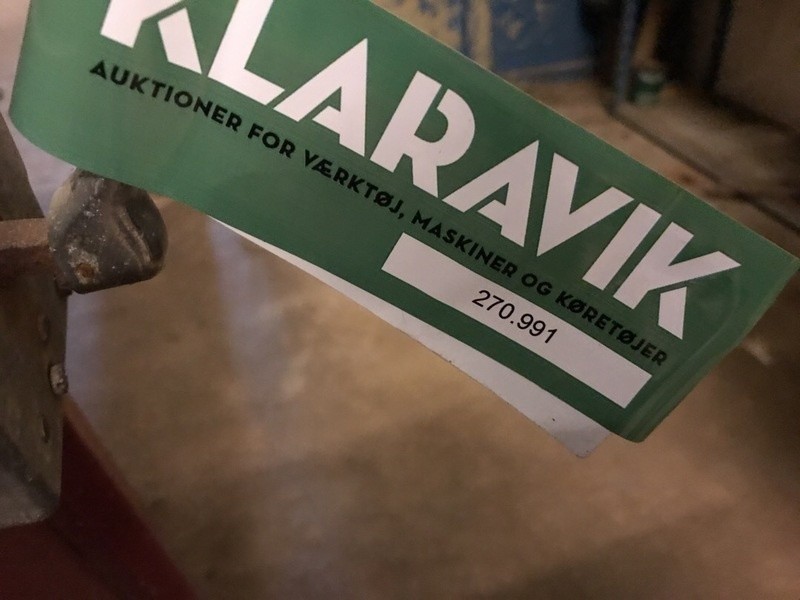 KLARAVIK
AUKTIONER FOR VÆRKTØJ, MASKINER OG KØRETØJER
270.991